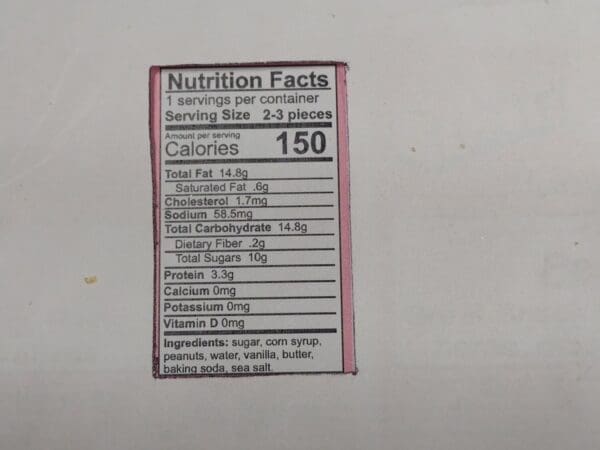 Nutrition Facts
1 servings per container
Serving Size 2-3 pieces
Amount per serving
Calories 150
Total Fat 14.8g
Saturated Fat .6g
Cholesterol 1.7mg
Sodium 58.5mg
Total Carbohydrate 14.8g
Dietary Fiber .2g
Total Sugars 10g
Protein 3.3g
Calcium 0mg
Potassium 0mg
Vitamin D 0mg
Ingredients: sugar, corn syrup,
peanuts, water, vanilla, butter,
baking soda, sea salt.